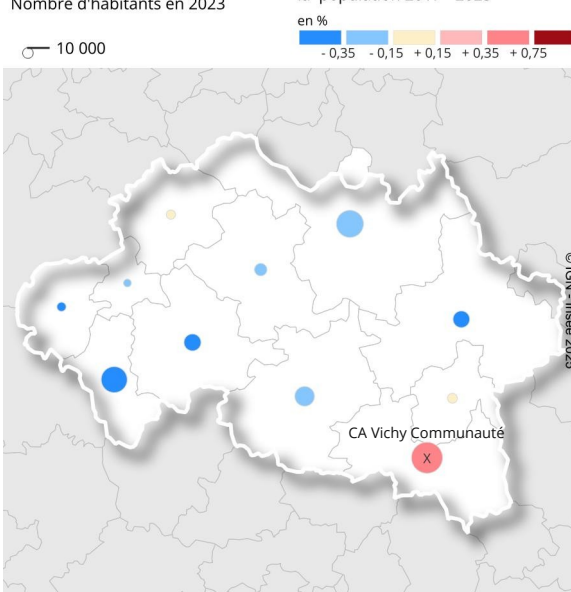 Nombre d'habitants en 2023
en %
10 000
- 0,35 - 0,15 + 0,15 + 0,35 + 0,75
© IGN - Insee 2025
CA Vichy Communauté
X